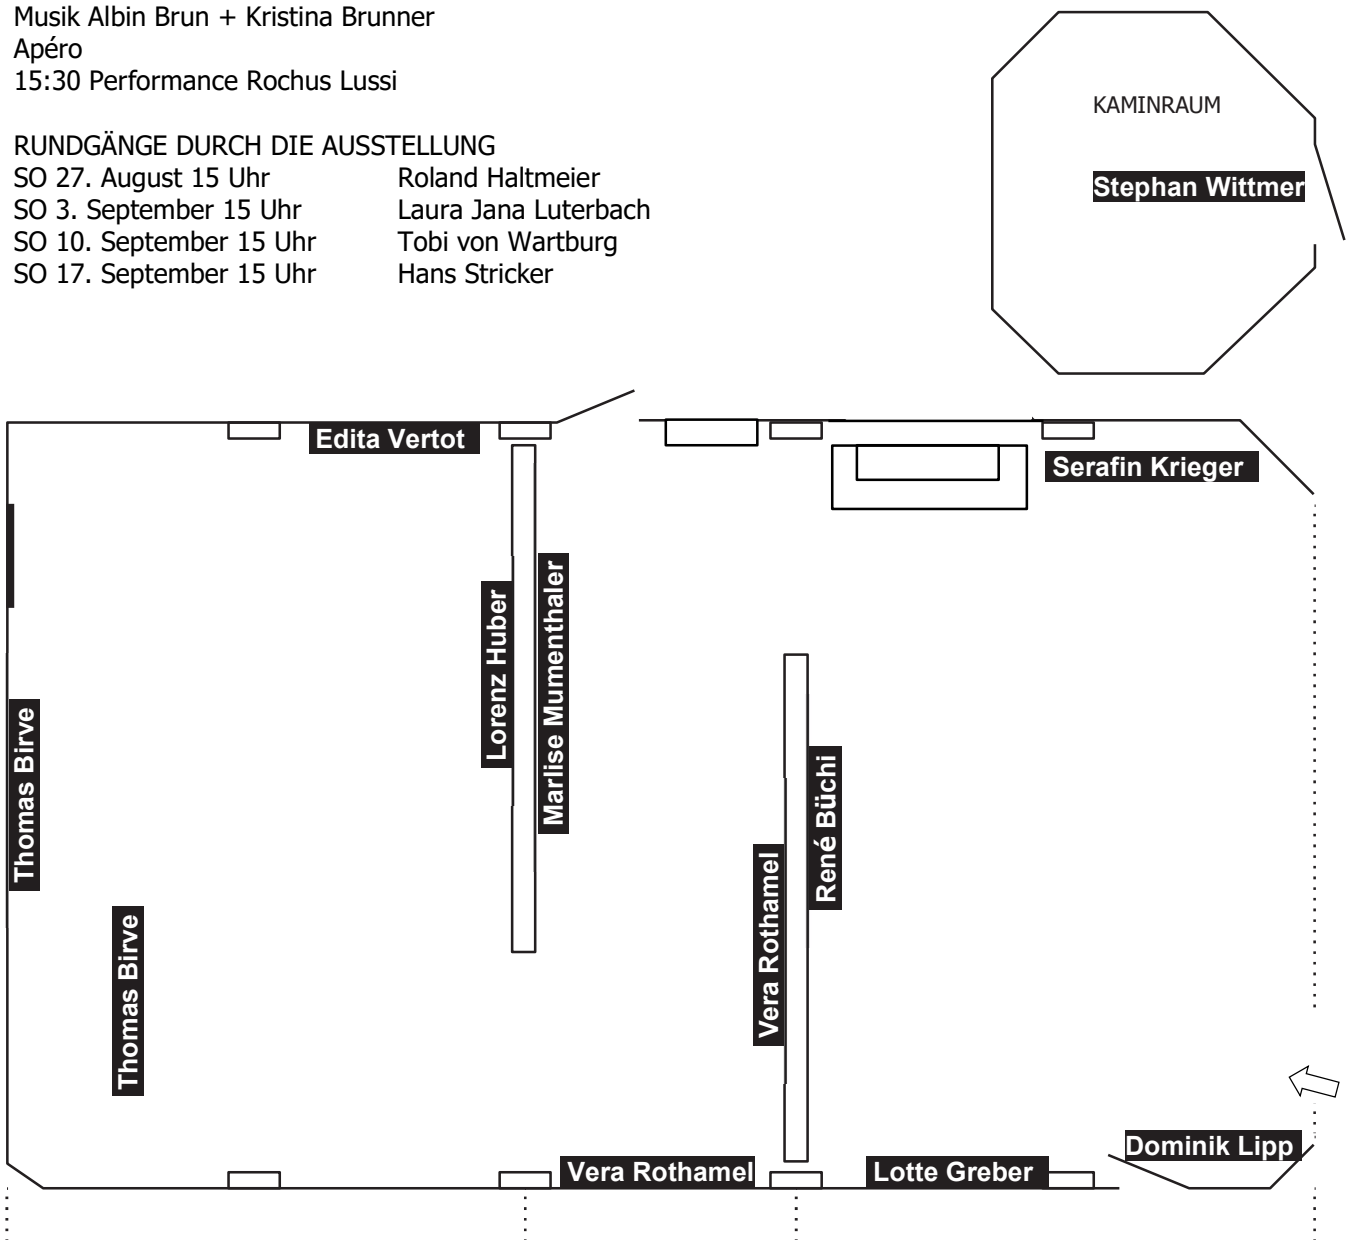 Musik Albin Brun + Kristina Brunner
Apéro
15:30 Performance Rochus Lussi
RUNDGÄNGE DURCH DIE AUSSTELLUNG
SO 27. August 15 Uhr Roland Haltmeier
SO 3. September 15 Uhr Laura Jana Luterbach
SO 10. September 15 Uhr Tobi von Wartburg
SO 17. September 15 Uhr Hans Stricker
KAMINRAUM
Stephan Wittmer
Edita Vertot
Serafin Krieger
Lorenz Huber
Marlise Mumenthaler
Thomas Birve
René Büchi
Vera Rothamel
Thomas Birve
Dominik Lipp
Vera Rothamel
Lotte Greber